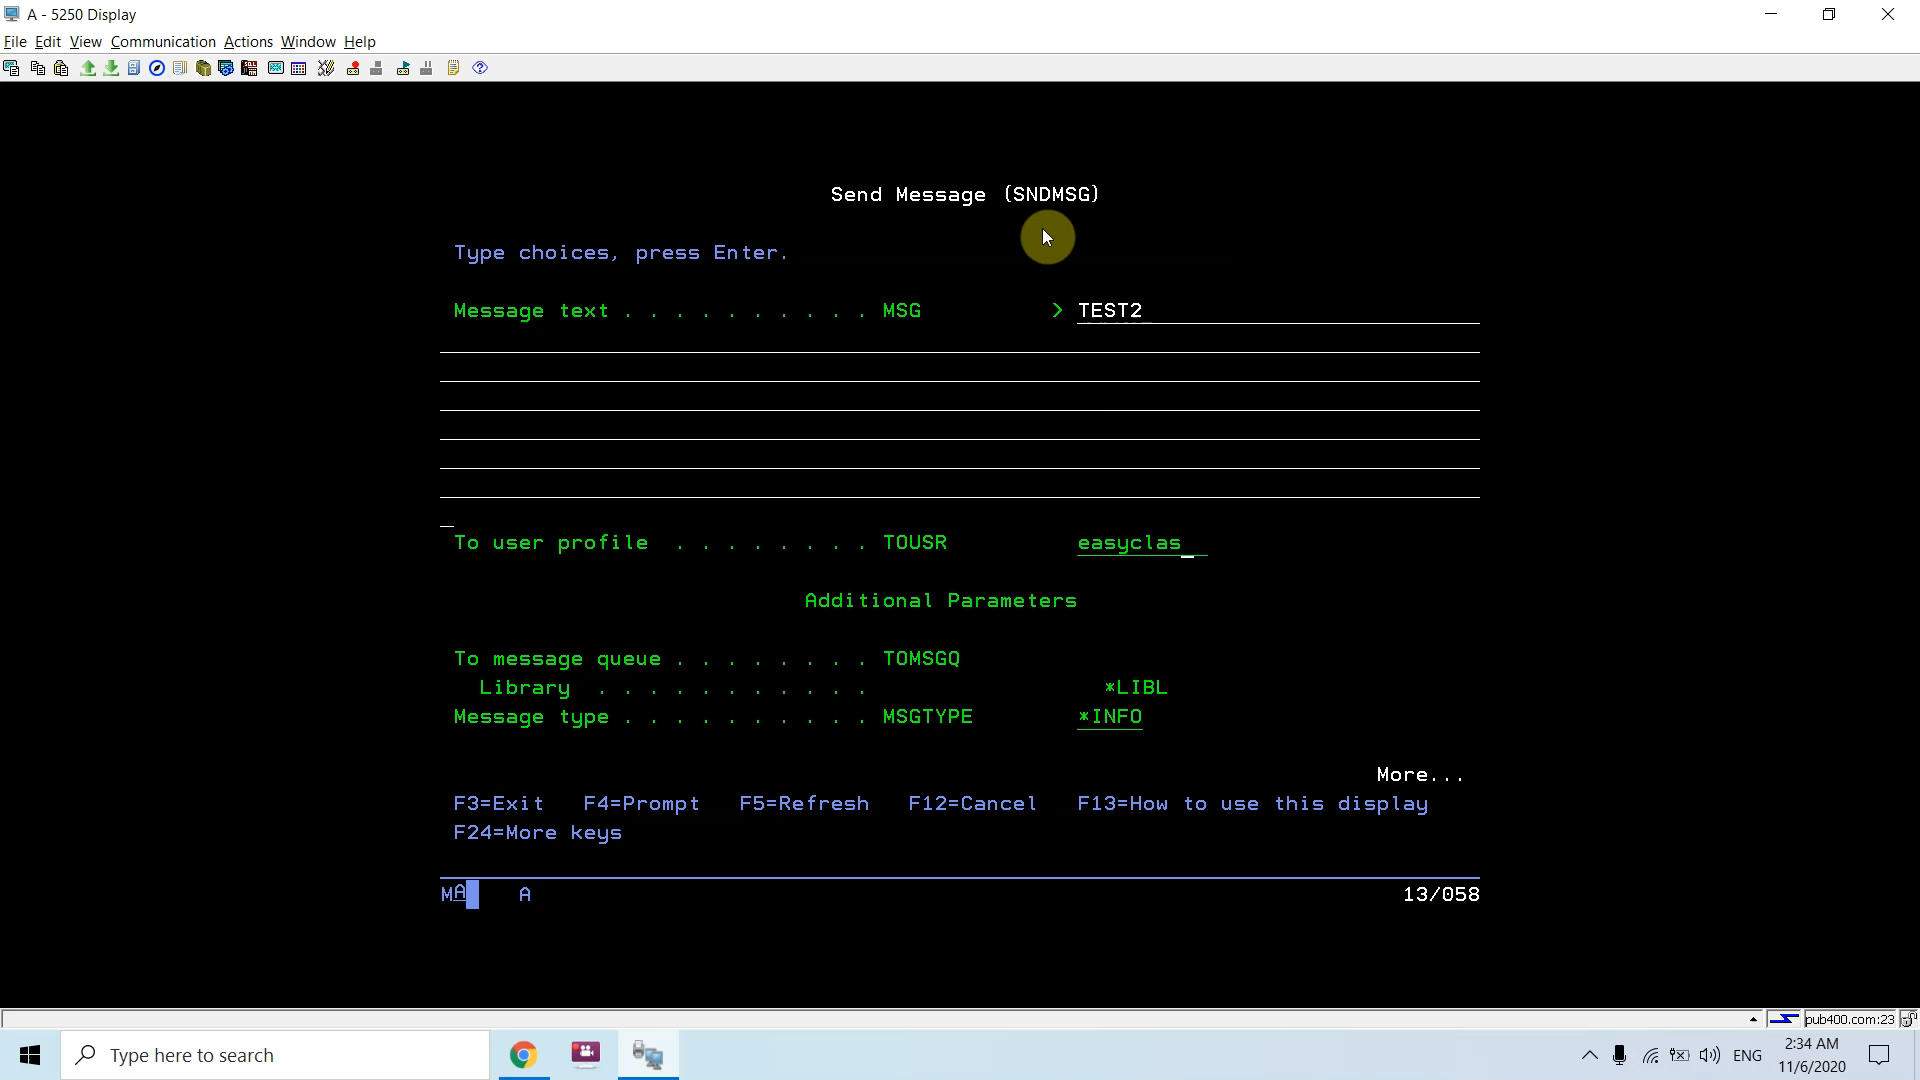 A - 5250 Display
File Edit View Communication Actions Window Help
Send Message (SNDMSG)
Type choices, press Enter.
Message text . . . . . . . . . . MSG > TEST2
To user profile . . . . . . . . TOUSR easyclas_
Additional Parameters
To message queue . . . . . . . . TOMSGQ
Library . . . . . . . . . . . *LIBL
Message type . . . . . . . . . . MSGTYPE *INFO
More...
F3=Exit F4=Prompt F5=Refresh F12=Cancel F13=How to use this display
F24=More keys
MA A 13/058
pub400.com:23
Type here to search
ENG
2:34 AM
11/6/2020